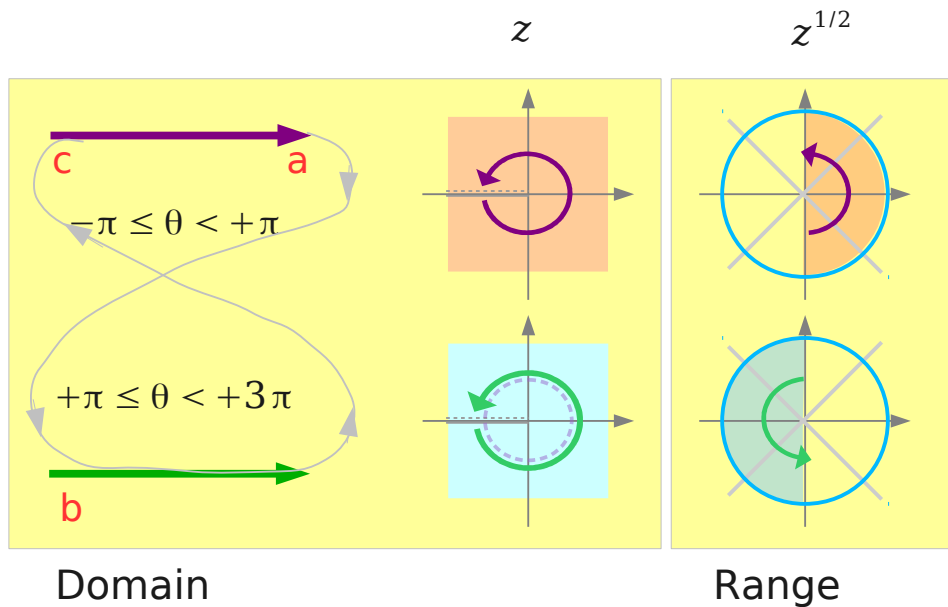 z z^{1/2}
c a
−π ≤ θ < +π
+π ≤ θ < +3π
b
Domain Range